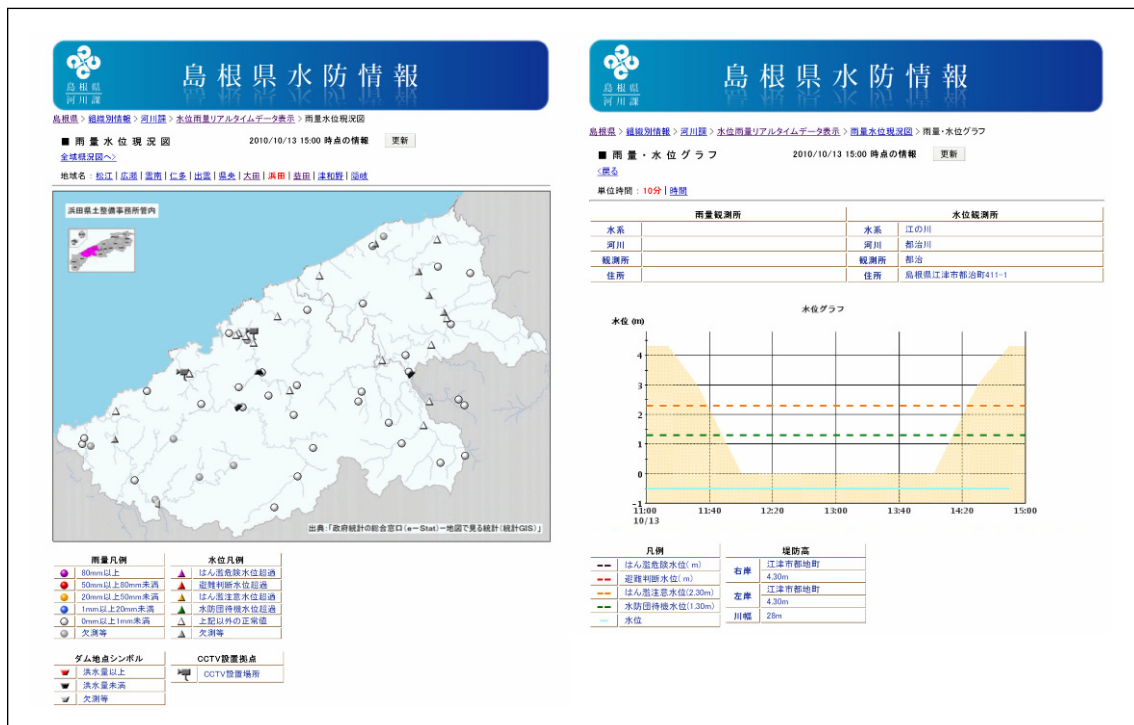 島根県
河川課
島根県水防情報
島根県 > 組織別情報 > 河川課 > 水位雨量リアルタイムデータ表示 > 雨量水位現況図
■ 雨量水位現況図 2010/10/13 15:00 時点の情報 更新
全域概況図へ>
地域名 : 松江 | 広瀬 | 雲南 | 仁多 | 出雲 | 県央 | 大田 | 浜田 | 益田 | 津和野 | 隠岐
浜田県土整備事務所管内
出典:「政府統計の総合窓口(e-Stat)-地図で見る統計(統計GIS)」
雨量凡例
80mm以上
50mm以上80mm未満
20mm以上50mm未満
1mm以上20mm未満
0mm以上1mm未満
欠測等
水位凡例
はん濫危険水位超過
避難判断水位超過
はん濫注意水位超過
水防団待機水位超過
上記以外の正常値
欠測等
ダム地点シンボル
洪水量以上
洪水量未満
欠測等
CCTV設置拠点
CCTV設置場所
島根県
河川課
島根県水防情報
島根県 > 組織別情報 > 河川課 > 水位雨量リアルタイムデータ表示 > 雨量水位現況図 > 雨量・水位グラフ
■ 雨量・水位グラフ 2010/10/13 15:00 時点の情報 更新
<戻る
単位時間 : 10分 | 時間
雨量観測所 水位観測所
水系 水系 江の川
河川 河川 都治川
観測所 観測所 都治
住所 住所 島根県江津市都治町411-1
水位グラフ
水位 (m)
4
3
2
1
0
-1
11:00 11:40 12:20 13:00 13:40 14:20 15:00
10/13
凡例
はん濫危険水位( m)
避難判断水位( m)
はん濫注意水位(2.30m)
水防団待機水位(1.30m)
水位
堤防高
右岸 江津市都地町
4.30m
左岸 江津市都地町
4.30m
川幅 28m